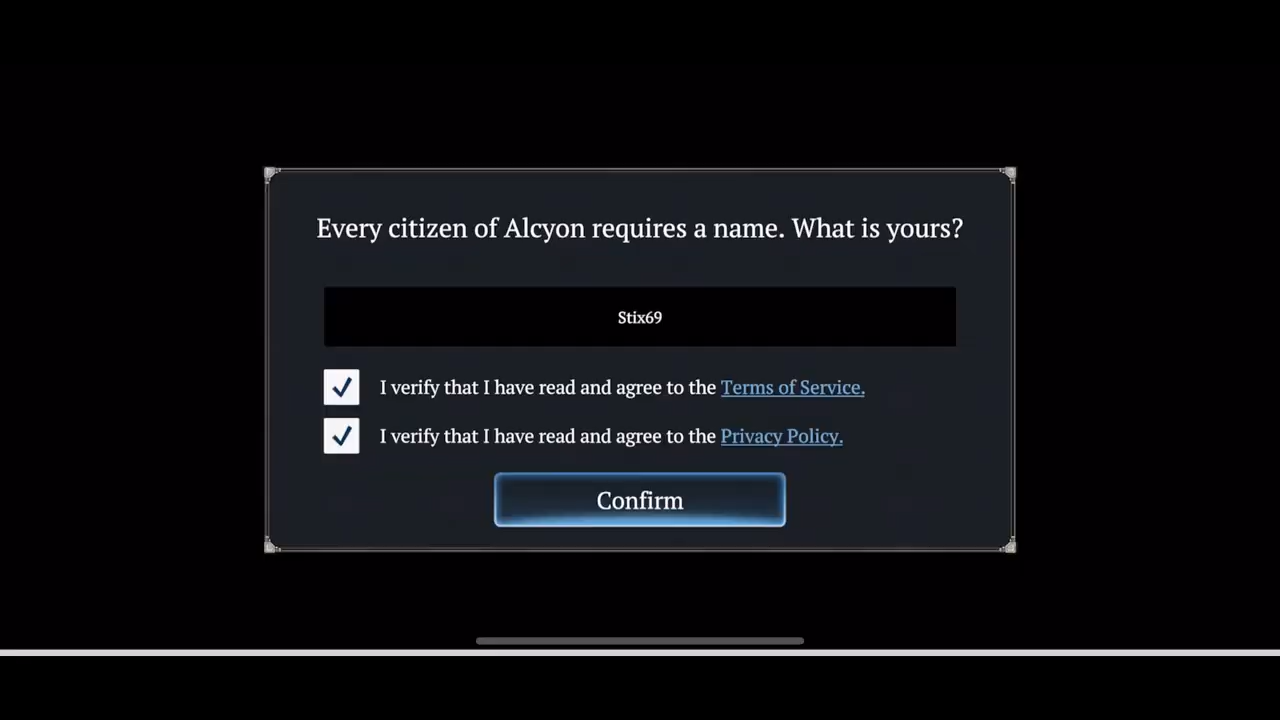 Every citizen of Alcyon requires a name. What is yours?
Stix69
I verify that I have read and agree to the Terms of Service.
I verify that I have read and agree to the Privacy Policy.
Confirm